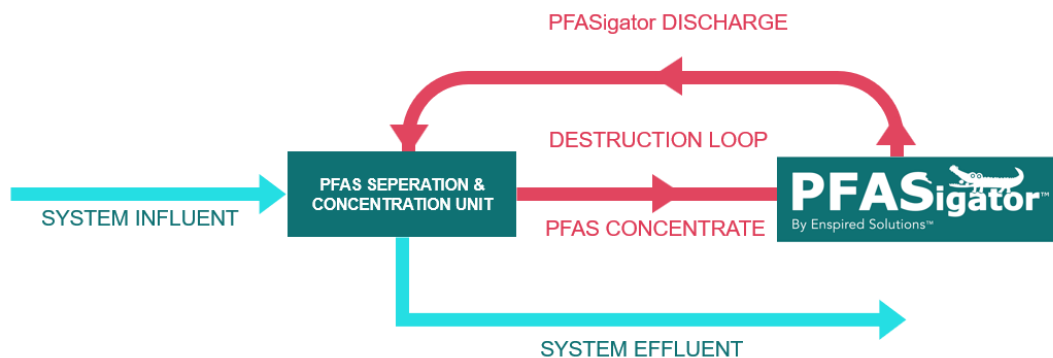 PFASigator DISCHARGE
DESTRUCTION LOOP
PFAS SEPERATION &
CONCENTRATION UNIT
PFASigator™
By Enspired Solutions™
SYSTEM INFLUENT
PFAS CONCENTRATE
SYSTEM EFFLUENT